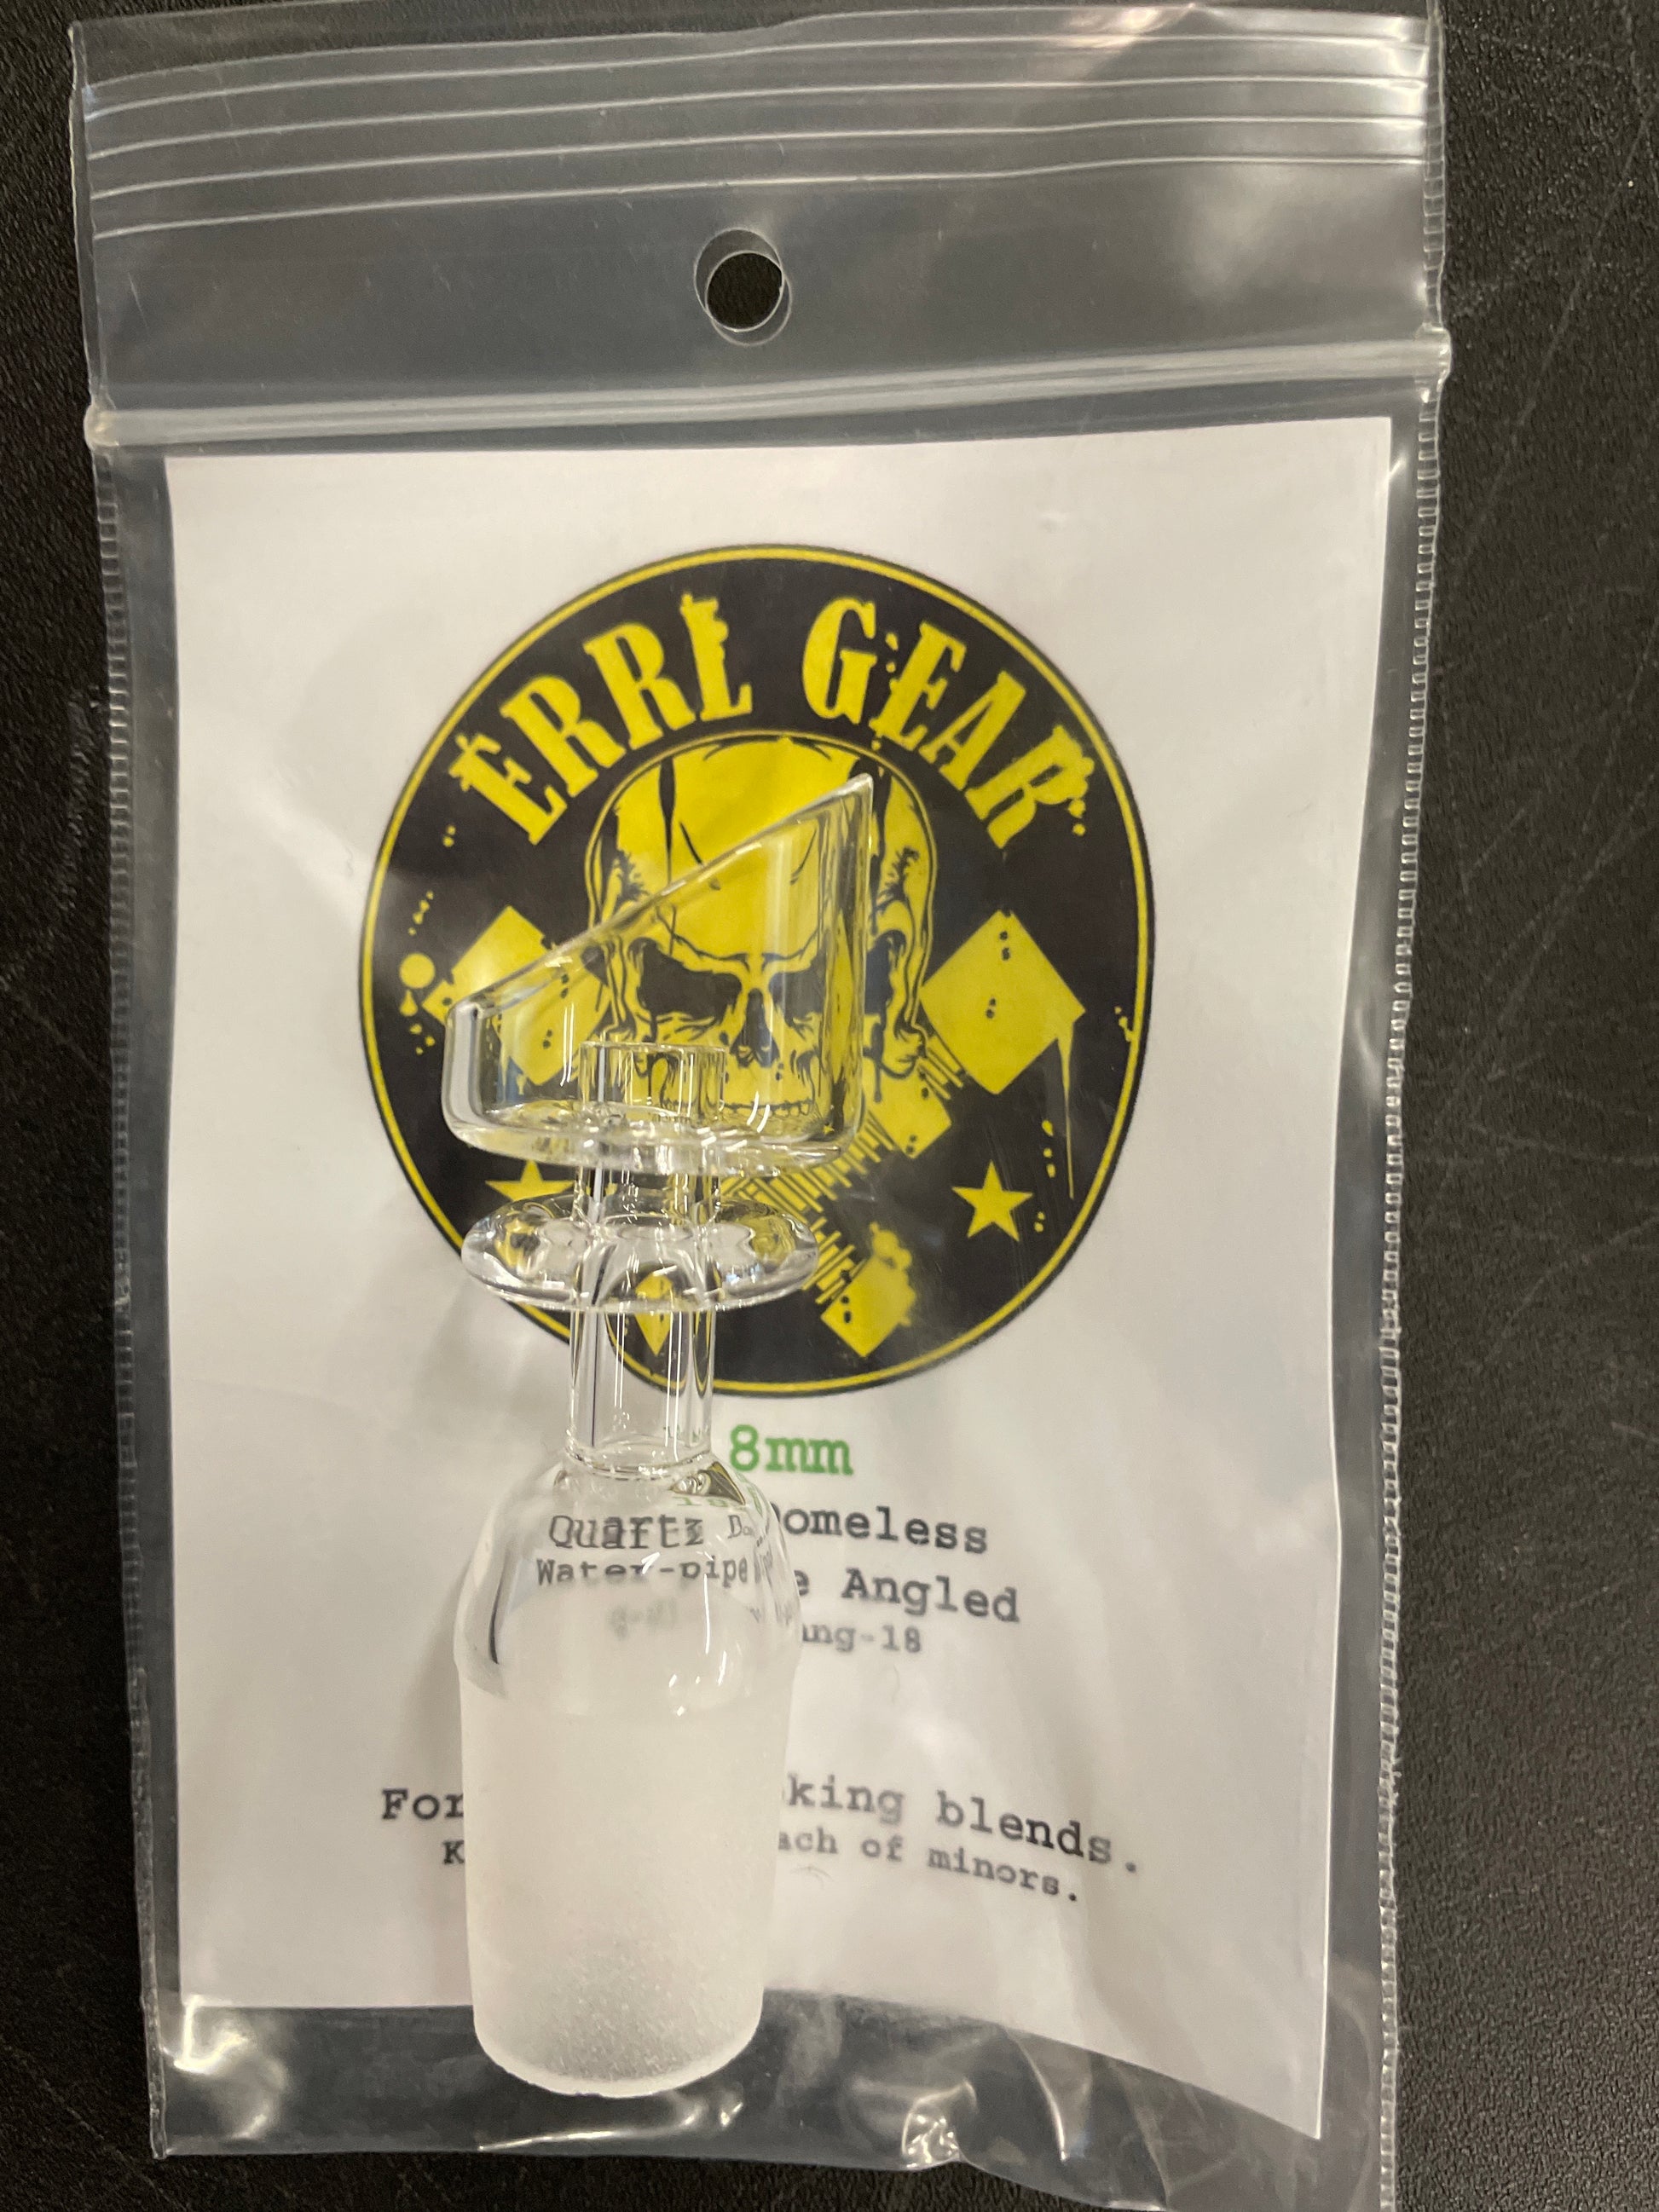 ERRL GEAR
8mm
Quartz Domeless
Water-pipe Angled
ang-18
For king blends.
K ach of minors.